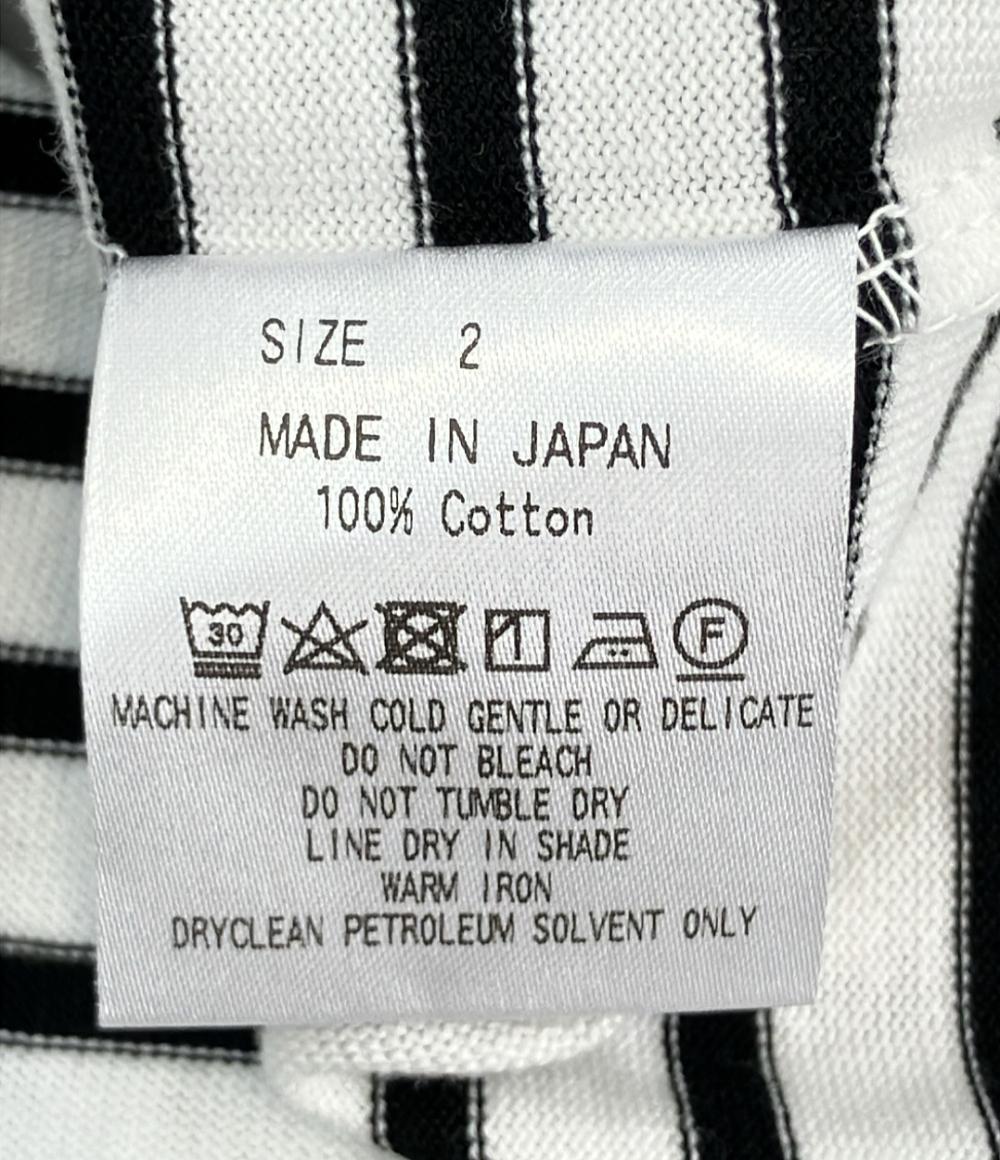 SIZE 2
MADE IN JAPAN
100% Cotton
30 F
MACHINE WASH COLD GENTLE OR DELICATE
DO NOT BLEACH
DO NOT TUMBLE DRY
LINE DRY IN SHADE
WARM IRON
DRYCLEAN PETROLEUM SOLVENT ONLY